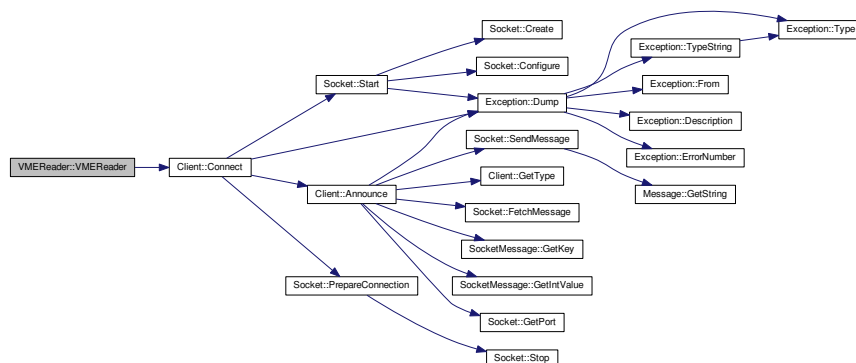 VMEReader::VMEReader
Client::Connect
Socket::Start
Client::Announce
Socket::PrepareConnection
Socket::Create
Socket::Configure
Exception::Dump
Socket::SendMessage
Client::GetType
Socket::FetchMessage
SocketMessage::GetKey
SocketMessage::GetIntValue
Socket::GetPort
Socket::Stop
Exception::TypeString
Exception::From
Exception::Description
Exception::ErrorNumber
Message::GetString
Exception::Type